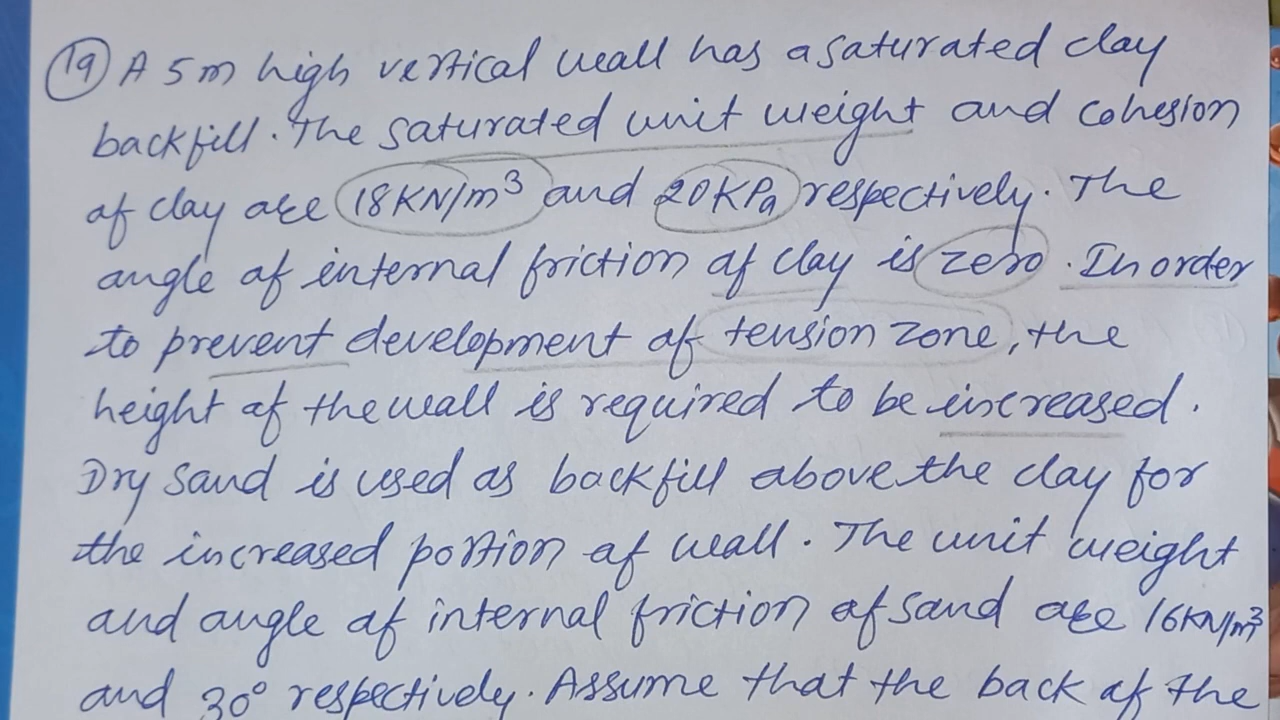 19 A 5m high vertical wall has a saturated clay
backfill. The saturated unit weight and cohesion
of clay are 18KN/m³ and 20KPa respectively. The
angle of internal friction of clay is zero. In order
to prevent development of tension zone, the
height of the wall is required to be increased.
Dry sand is used as backfill above the clay for
the increased portion of wall. The unit weight
and angle of internal friction of sand are 16KN/m³
and 30° respectively. Assume that the back of the